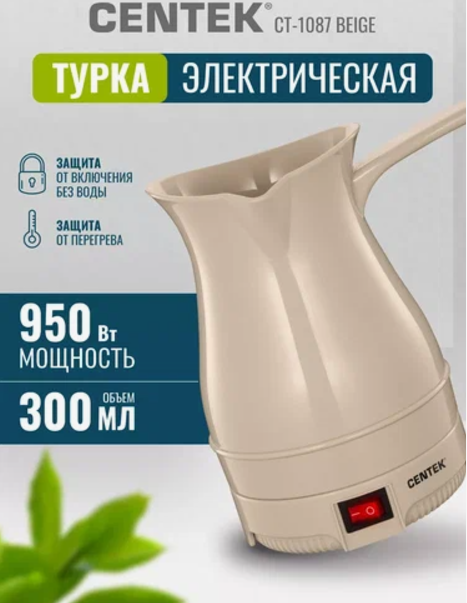 CENTEK® CT-1087 BEIGE
ТУРКА ЭЛЕКТРИЧЕСКАЯ
ЗАЩИТА
ОТ ВКЛЮЧЕНИЯ
БЕЗ ВОДЫ
ЗАЩИТА
ОТ ПЕРЕГРЕВА
950 Вт
МОЩНОСТЬ
300 ОБЪЕМ МЛ
CENTEK